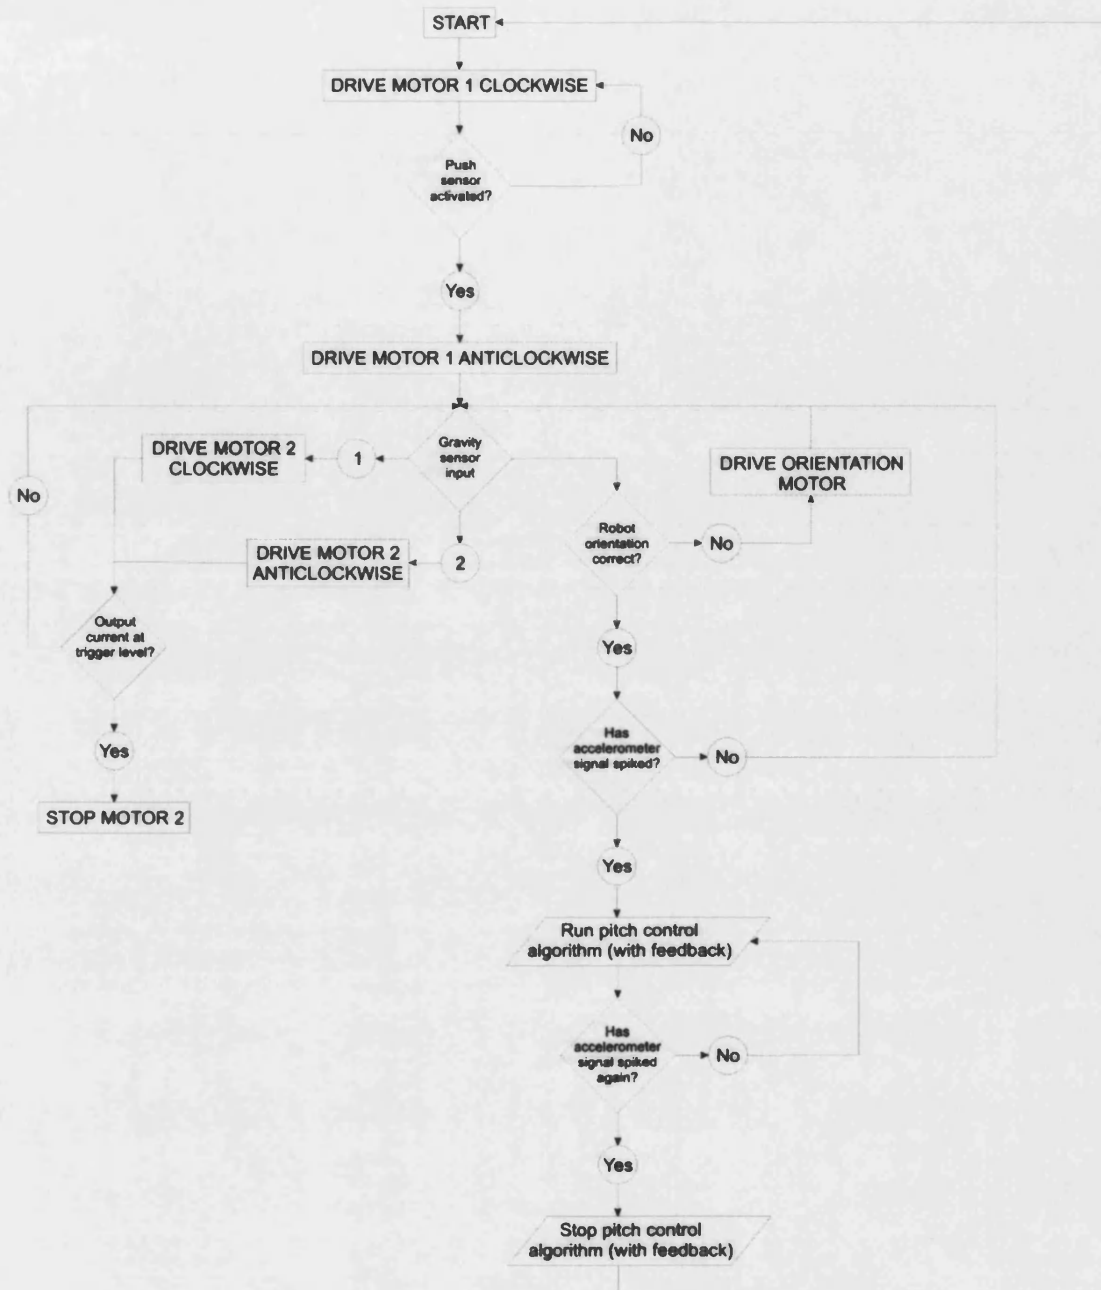 START
DRIVE MOTOR 1 CLOCKWISE
No
Push
sensor
activated?
Yes
DRIVE MOTOR 1 ANTICLOCKWISE
Gravity
sensor
input
1
DRIVE MOTOR 2
CLOCKWISE
No
2
DRIVE MOTOR 2
ANTICLOCKWISE
Output
current at
trigger level?
Yes
STOP MOTOR 2
DRIVE ORIENTATION
MOTOR
Robot
orientation
correct?
No
Yes
Has
accelerometer
signal spiked?
No
Yes
Run pitch control
algorithm (with feedback)
Has
accelerometer
signal spiked
again?
No
Yes
Stop pitch control
algorithm (with feedback)